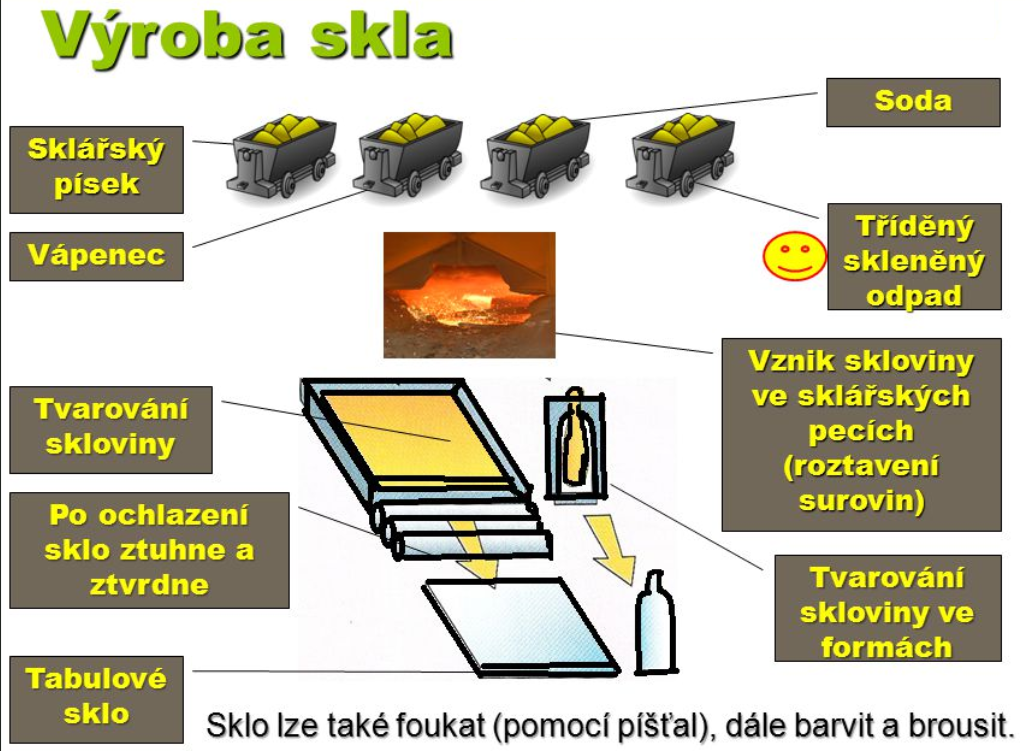 Výroba skla
Soda
Sklářský
písek
Vápenec
Tříděný
skleněný
odpad
Vznik skloviny
ve sklářských
pecích
(roztavení
surovin)
Tvarování
skloviny
Po ochlazení
sklo ztuhne a
ztvrdne
Tvarování
skloviny ve
formách
Tabulové
sklo
Sklo lze také foukat (pomocí píšťal), dále barvit a brousit.